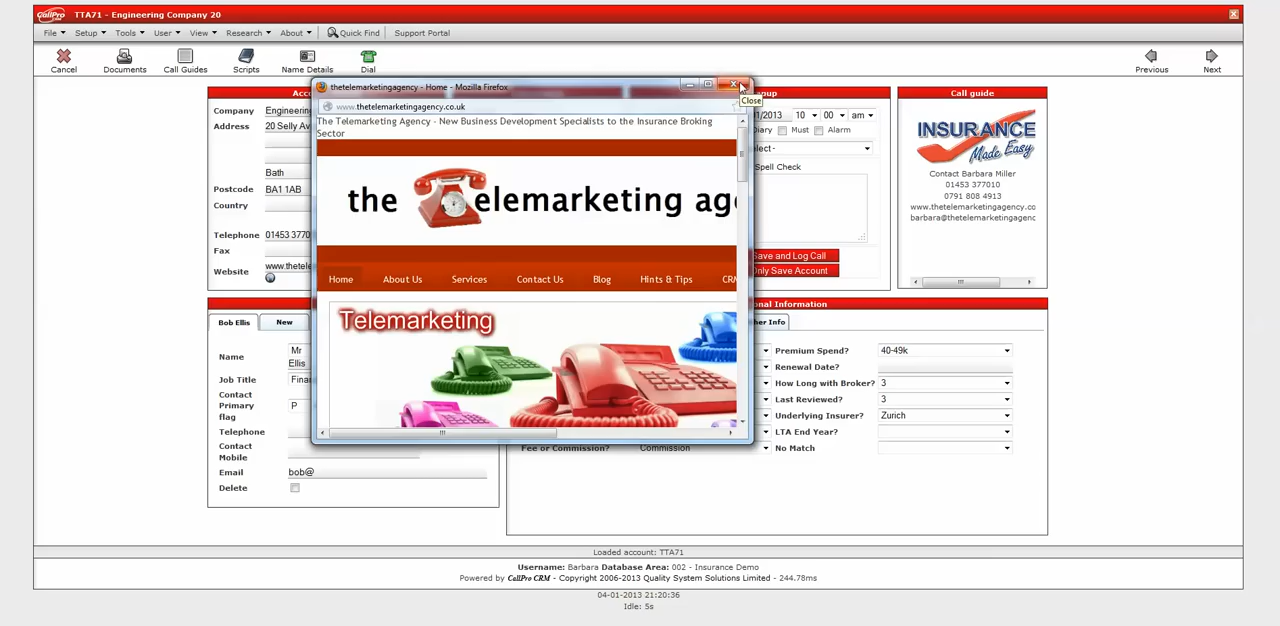 CallPro TTA71 - Engineering Company 20
File Setup Tools User View Research About Quick Find Support Portal
Cancel Documents Call Guides Scripts Name Details Dial Previous Next
thetelemarketingagency - Home - Mozilla Firefox
Close
www.thetelemarketingagency.co.uk
The Telemarketing Agency - New Business Development Specialists to the Insurance Broking
Sector
the elemarketing
Home About Us Services Contact Us Blog Hints & Tips
Telemarketing
Company
Address 20 Selly
Bath
Postcode BA1 1AB
Country
Telephone 01453
Fax
Website
10 00 am
Must Alarm
Spell Check
Save and Log Call
Only Save Account
Call guide
INSURANCE
Made Easy
Contact Barbara Miller
01453 377010
0791 808 4913
www.thetelemarketingagency.co
barbara@thetelemarketingagenc
Bob Ellis New
Name Mr
Ellis
Job Title
Contact
Primary P
flag
Telephone
Contact
Mobile
Email bob@
Delete
Information
Info
Premium Spend? 40-49k
Renewal Date?
How Long with Broker? 3
Last Reviewed? 3
Underlying Insurer? Zurich
LTA End Year?
Fee or Commission? Commission No Match
Loaded account: TTA71
Username: Barbara Database Area: 002 - Insurance Demo
Powered by CallPro CRM - Copyright 2006-2013 Quality System Solutions Limited - 244.78ms
04-01-2013 21:20:36
Idle: 5s